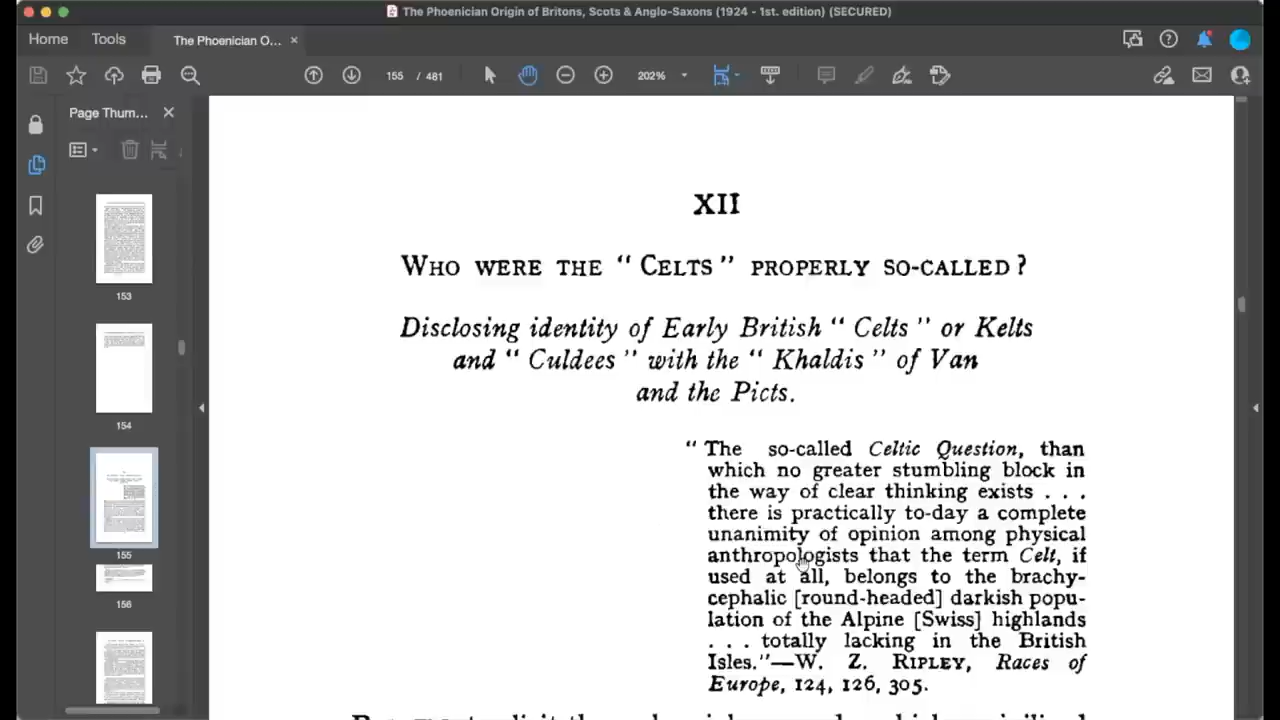 The Phoenician Origin of Britons, Scots & Anglo-Saxons (1924 - 1st. edition) (SECURED)
Home Tools The Phoenician O... ×
155 / 481 202%
Page Thum... ×
153
154
155
156
XII
WHO WERE THE “ CELTS ” PROPERLY SO-CALLED ?
Disclosing identity of Early British “ Celts ” or Kelts
and “ Culdees ” with the “ Khaldis ” of Van
and the Picts.
“ The so-called Celtic Question, than
which no greater stumbling block in
the way of clear thinking exists . . .
there is practically to-day a complete
unanimity of opinion among physical
anthropologists that the term Celt, if
used at all, belongs to the brachy-
cephalic [round-headed] darkish popu-
lation of the Alpine [Swiss] highlands
. . . totally lacking in the British
Isles.”—W. Z. RIPLEY, Races of
Europe, 124, 126, 305.